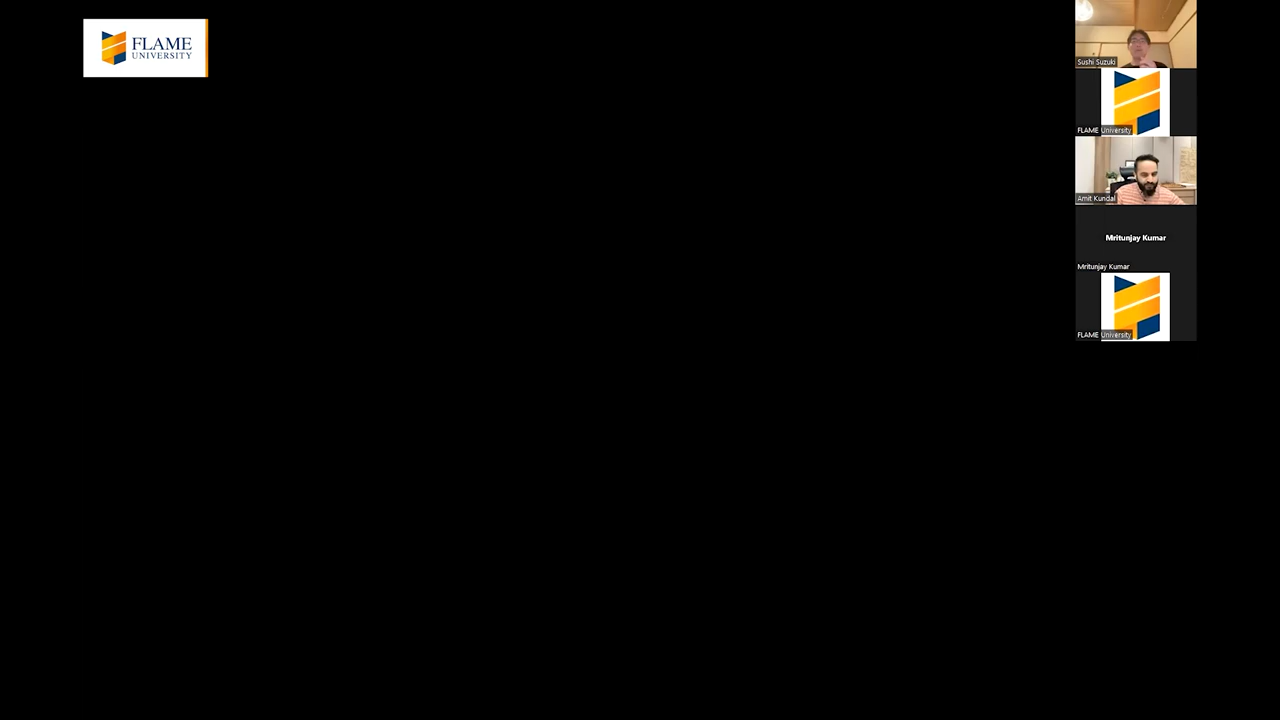 FLAME
UNIVERSITY
Sushi Suzuki
FLAME University
Amit Kundal
Mritunjay Kumar
Mritunjay Kumar
FLAME University